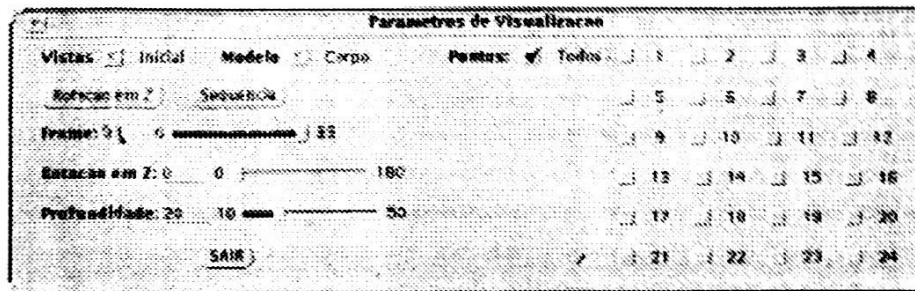 Parametros de Visualizacao
Vistas Inicial Modelo Corpo Pontos: Todos 1 2 3 4
Rotacao em Z Sequencia 5 6 7 8
Frame: 0 33 9 10 11 12
Rotacao em Z: 0 0 180 13 14 15 16
Profundidade: 20 10 50 17 18 19 20
SAIR 21 22 23 24